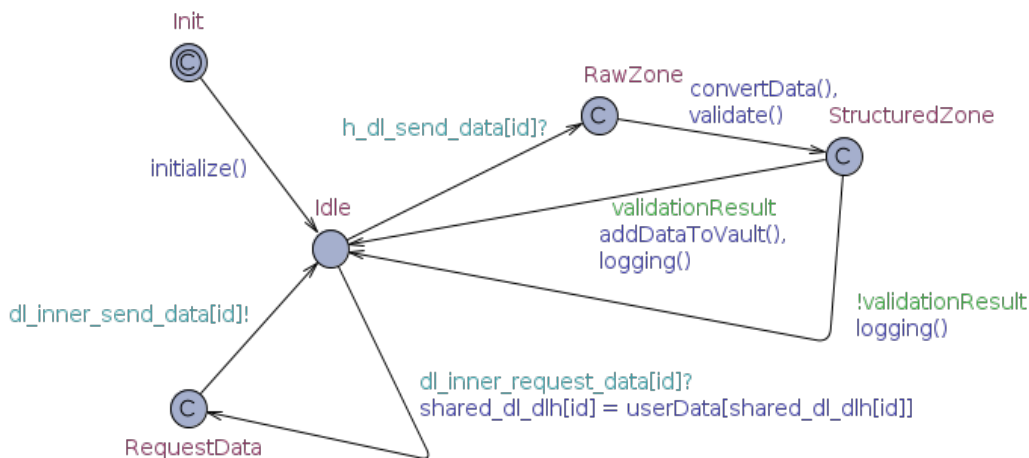 Init
C
RawZone
convertData(),
validate()
C
StructuredZone
C
h_dl_send_data[id]?
initialize()
Idle
validationResult
addDataToVault(),
logging()
!validationResult
logging()
dl_inner_send_data[id]!
dl_inner_request_data[id]?
shared_dl_dlh[id] = userData[shared_dl_dlh[id]]
C
RequestData